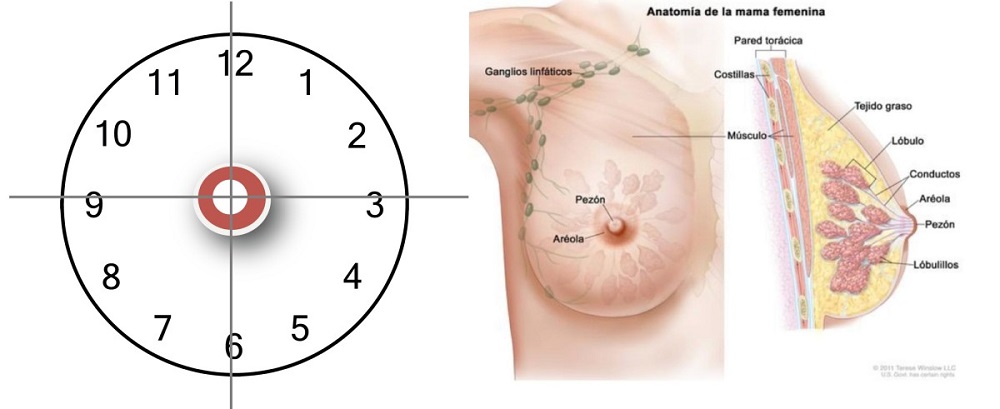 12
11
1
10
2
9
3
8
4
7
5
6
Anatomía de la mama femenina
Pared torácica
Ganglios linfáticos
Costillas
Tejido graso
Músculo
Lóbulo
Conductos
Pezón
Aréola
Aréola
Pezón
Lóbulillos
© 2011 Terese Winslow LLC
U.S. Govt. has certain rights